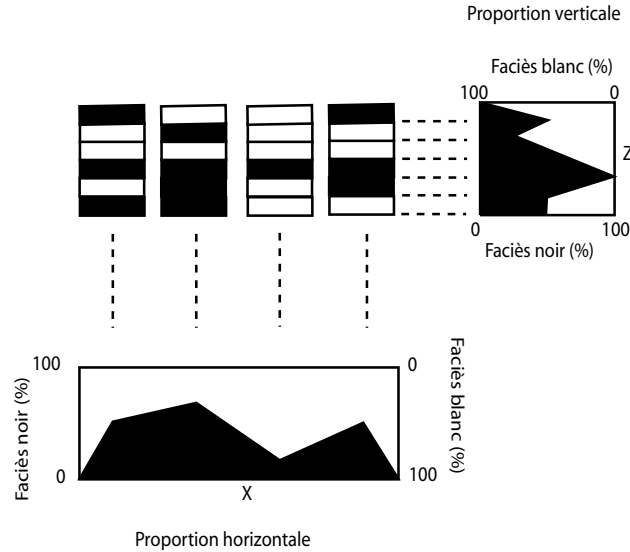 Proportion verticale
Faciès blanc (%)
100 0
Z
0 100
Faciès noir (%)
100 0
Faciès noir (%)
Faciès blanc (%)
0 100
X
Proportion horizontale